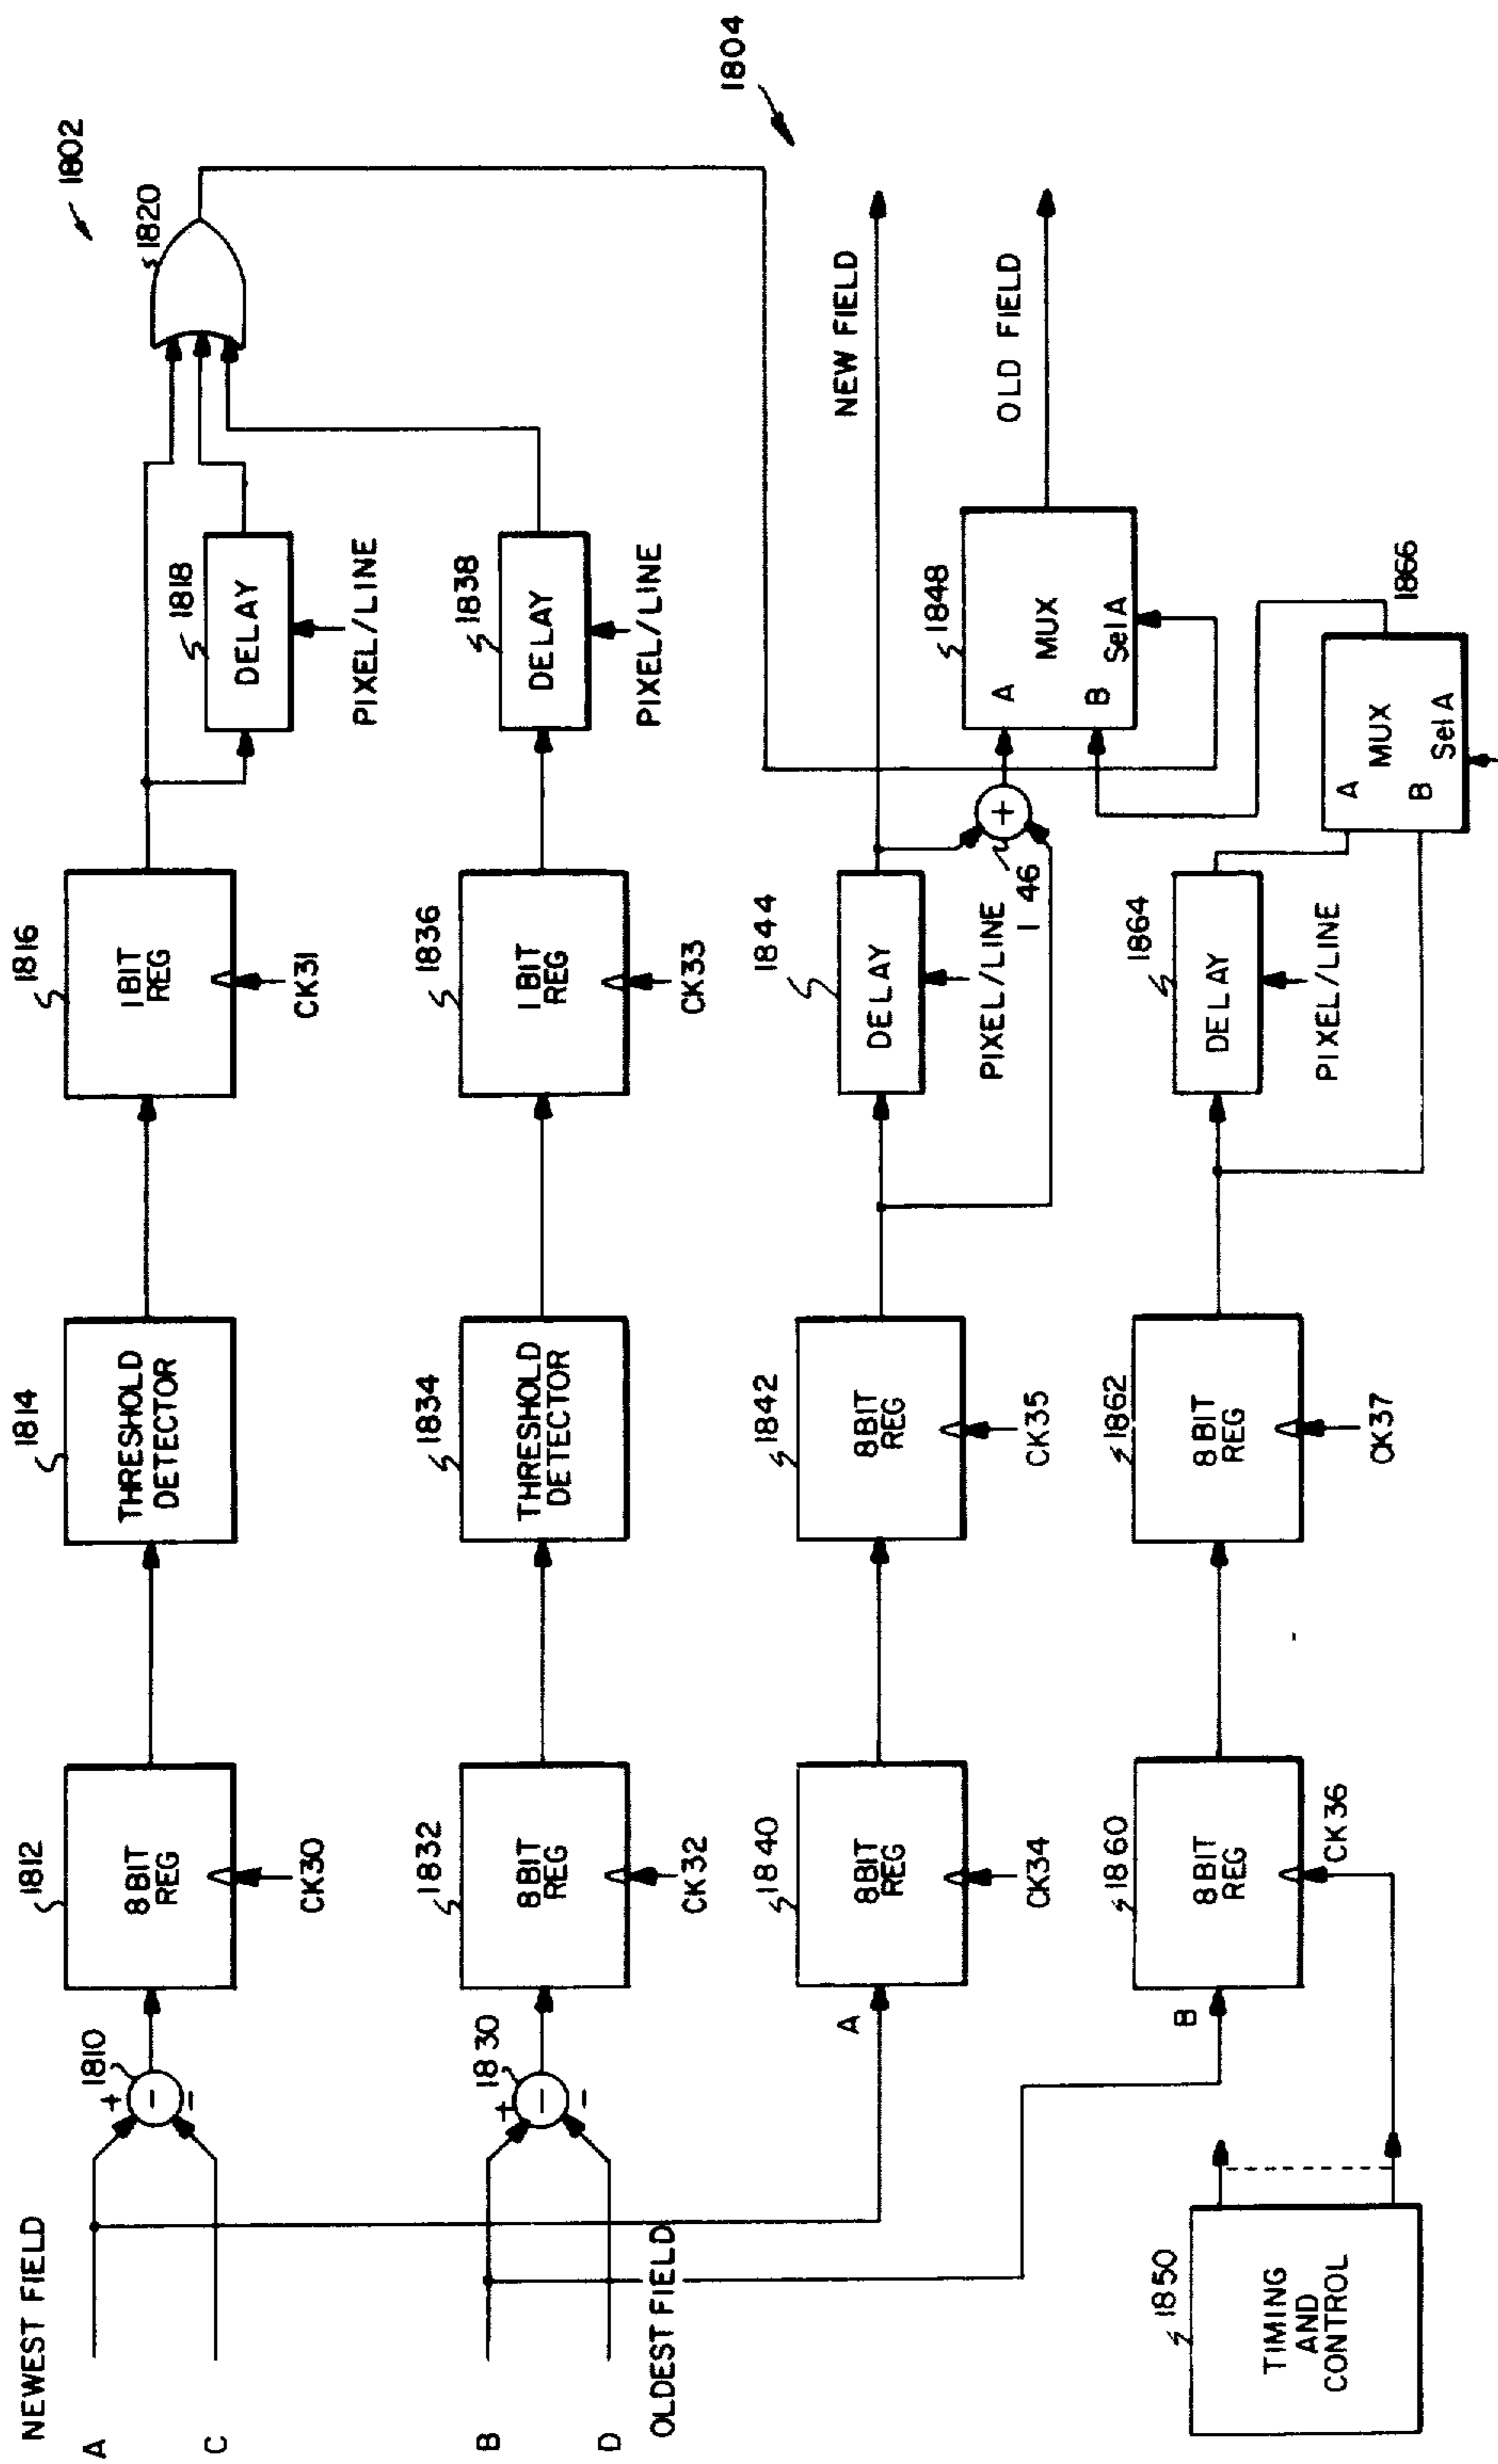 1802
1804
NEWEST FIELD
A
C
1810
+
-
-
1812
8 BIT
REG
CK30
1814
THRESHOLD
DETECTOR
1816
1 BIT
REG
CK31
1818
DELAY
PIXEL/LINE
1820
B
D
OLDEST FIELD
1830
+
-
-
1832
8 BIT
REG
CK32
1834
THRESHOLD
DETECTOR
1836
1 BIT
REG
CK33
1838
DELAY
PIXEL/LINE
A
1840
8 BIT
REG
CK34
1842
8 BIT
REG
CK35
1844
DELAY
PIXEL/LINE
+
1 46
NEW FIELD
1848
A
B
MUX
Sel A
OLD FIELD
1850
TIMING
AND
CONTROL
B
1860
8 BIT
REG
CK36
1862
8 BIT
REG
CK37
1864
DELAY
PIXEL/LINE
1866
A
B
MUX
Sel A